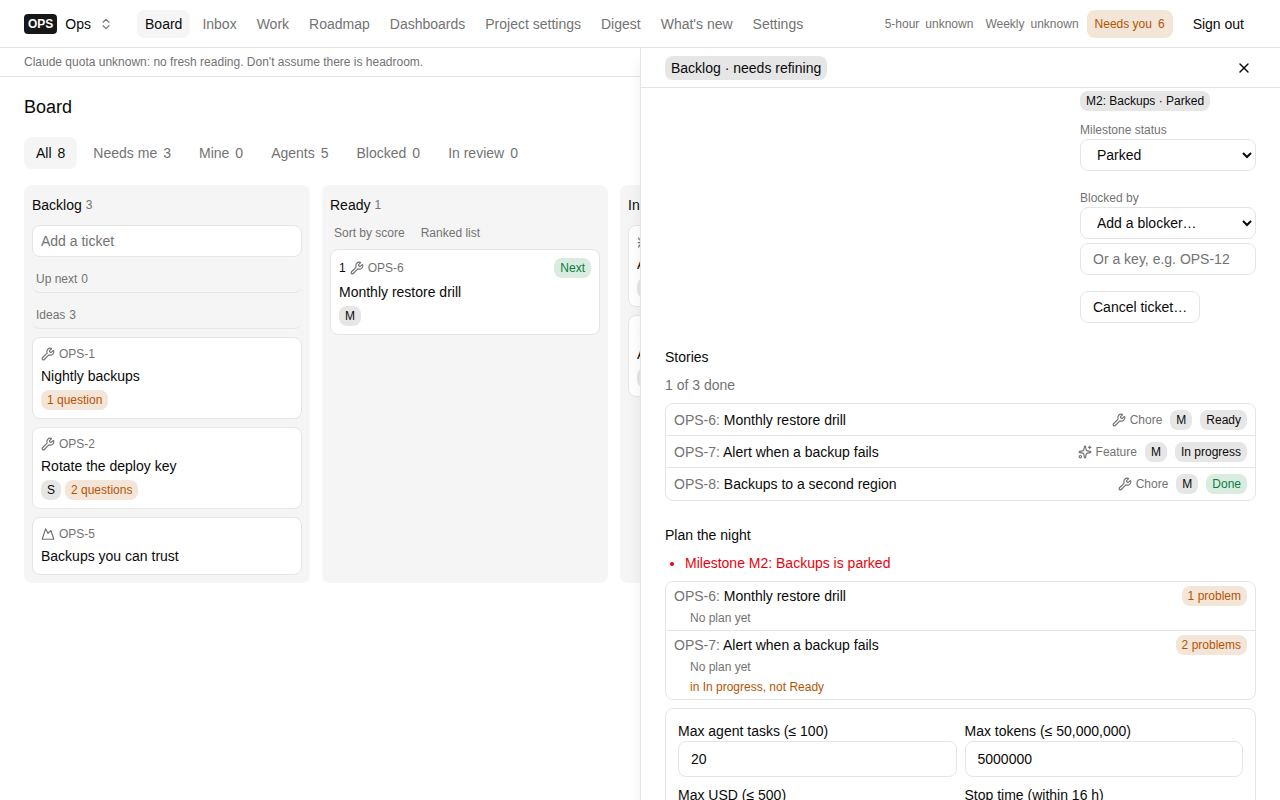 OPS Ops Board Inbox Work Roadmap Dashboards Project settings Digest What's new Settings 5-hour unknown Weekly unknown Needs you 6 Sign out
Claude quota unknown: no fresh reading. Don't assume there is headroom.
Board
All 8 Needs me 3 Mine 0 Agents 5 Blocked 0 In review 0
Backlog 3
Add a ticket
Up next 0
Ideas 3
OPS-1
Nightly backups
1 question
OPS-2
Rotate the deploy key
S 2 questions
OPS-5
Backups you can trust
Ready 1
Sort by score Ranked list
1 OPS-6 Next
Monthly restore drill
M
In
Backlog · needs refining
M2: Backups · Parked
Milestone status
Parked
Blocked by
Add a blocker…
Or a key, e.g. OPS-12
Cancel ticket…
Stories
1 of 3 done
OPS-6: Monthly restore drill Chore M Ready
OPS-7: Alert when a backup fails Feature M In progress
OPS-8: Backups to a second region Chore M Done
Plan the night
• Milestone M2: Backups is parked
OPS-6: Monthly restore drill 1 problem
No plan yet
OPS-7: Alert when a backup fails 2 problems
No plan yet
in In progress, not Ready
Max agent tasks (≤ 100) Max tokens (≤ 50,000,000)
20 5000000
Max USD (≤ 500) Stop time (within 16 h)